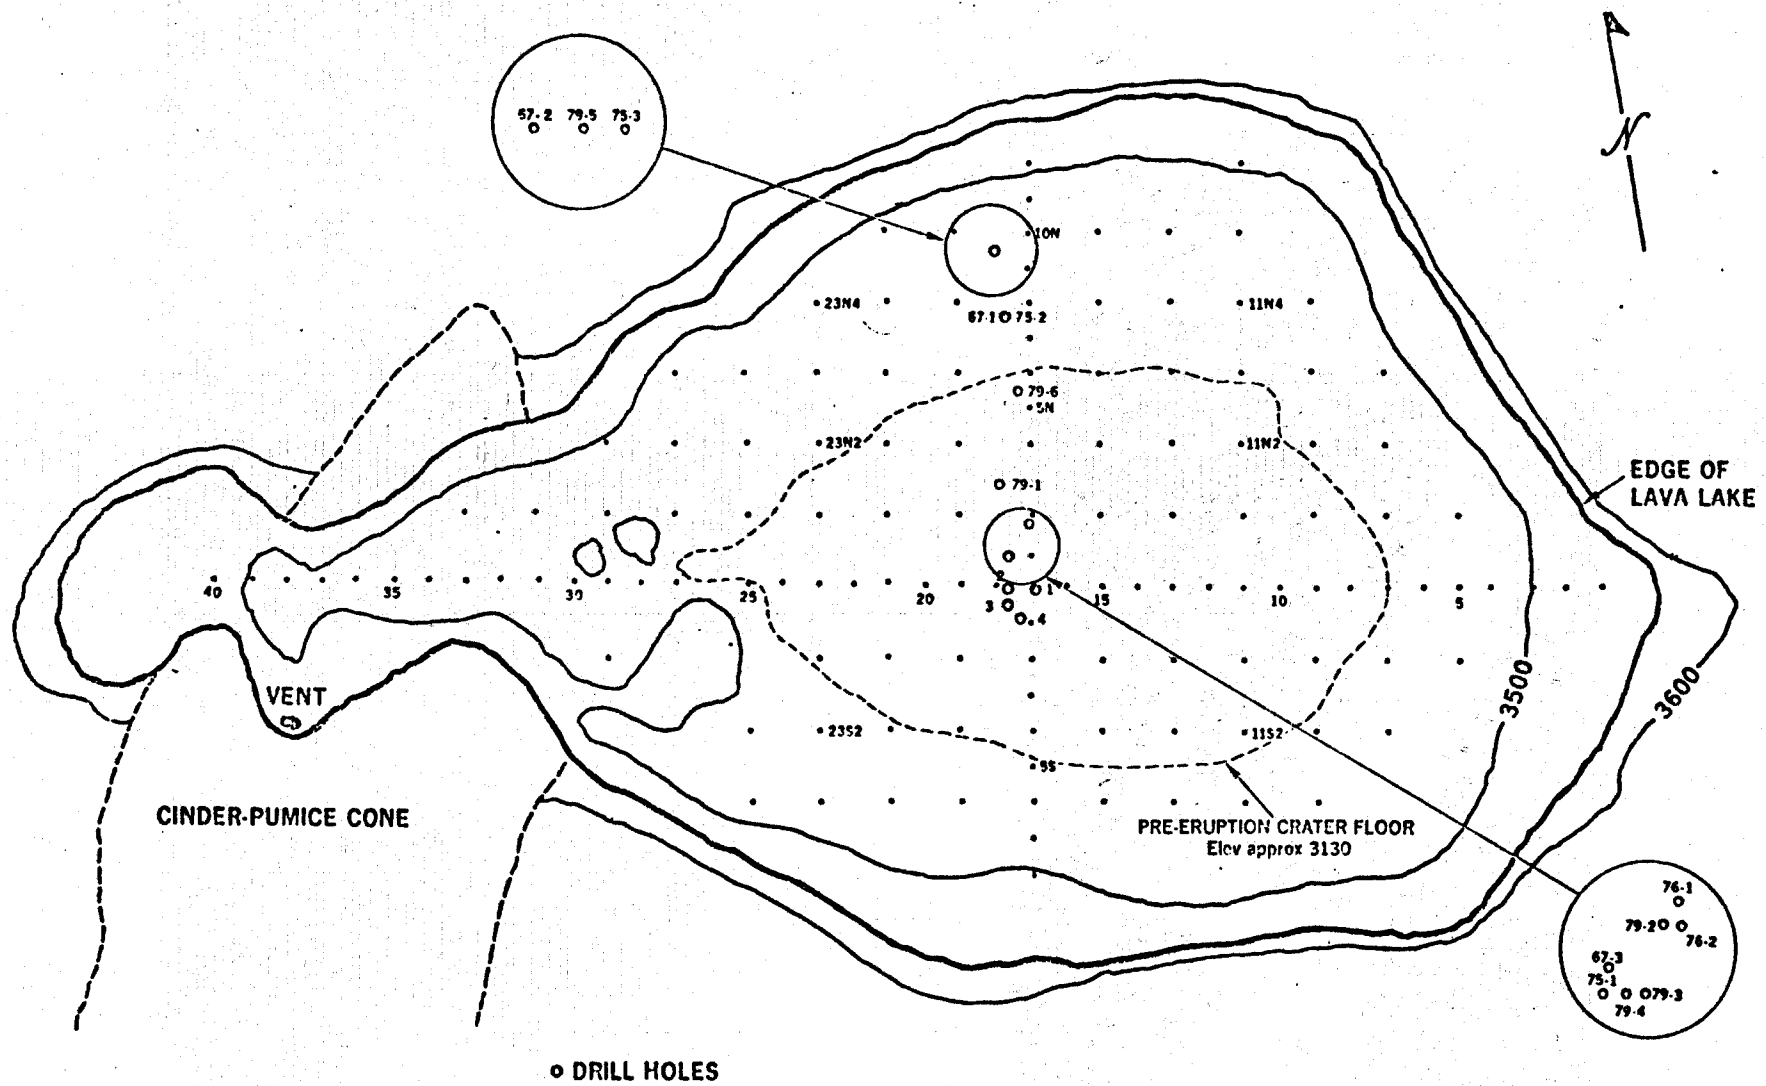 N
67-2 79-5 75-3
10N
23N4
11N4
67-1 75-2
79-6
5N
23N2
11N2
79-1
EDGE OF
LAVA LAKE
40 35 30 25 20 1 15 10 5
3
4
3500
3600
VENT
23S2
11S2
5S
CINDER-PUMICE CONE
PRE-ERUPTION CRATER FLOOR
Elev approx 3130
76-1
79-2
76-2
67-3
75-1
79-3
79-4
o DRILL HOLES